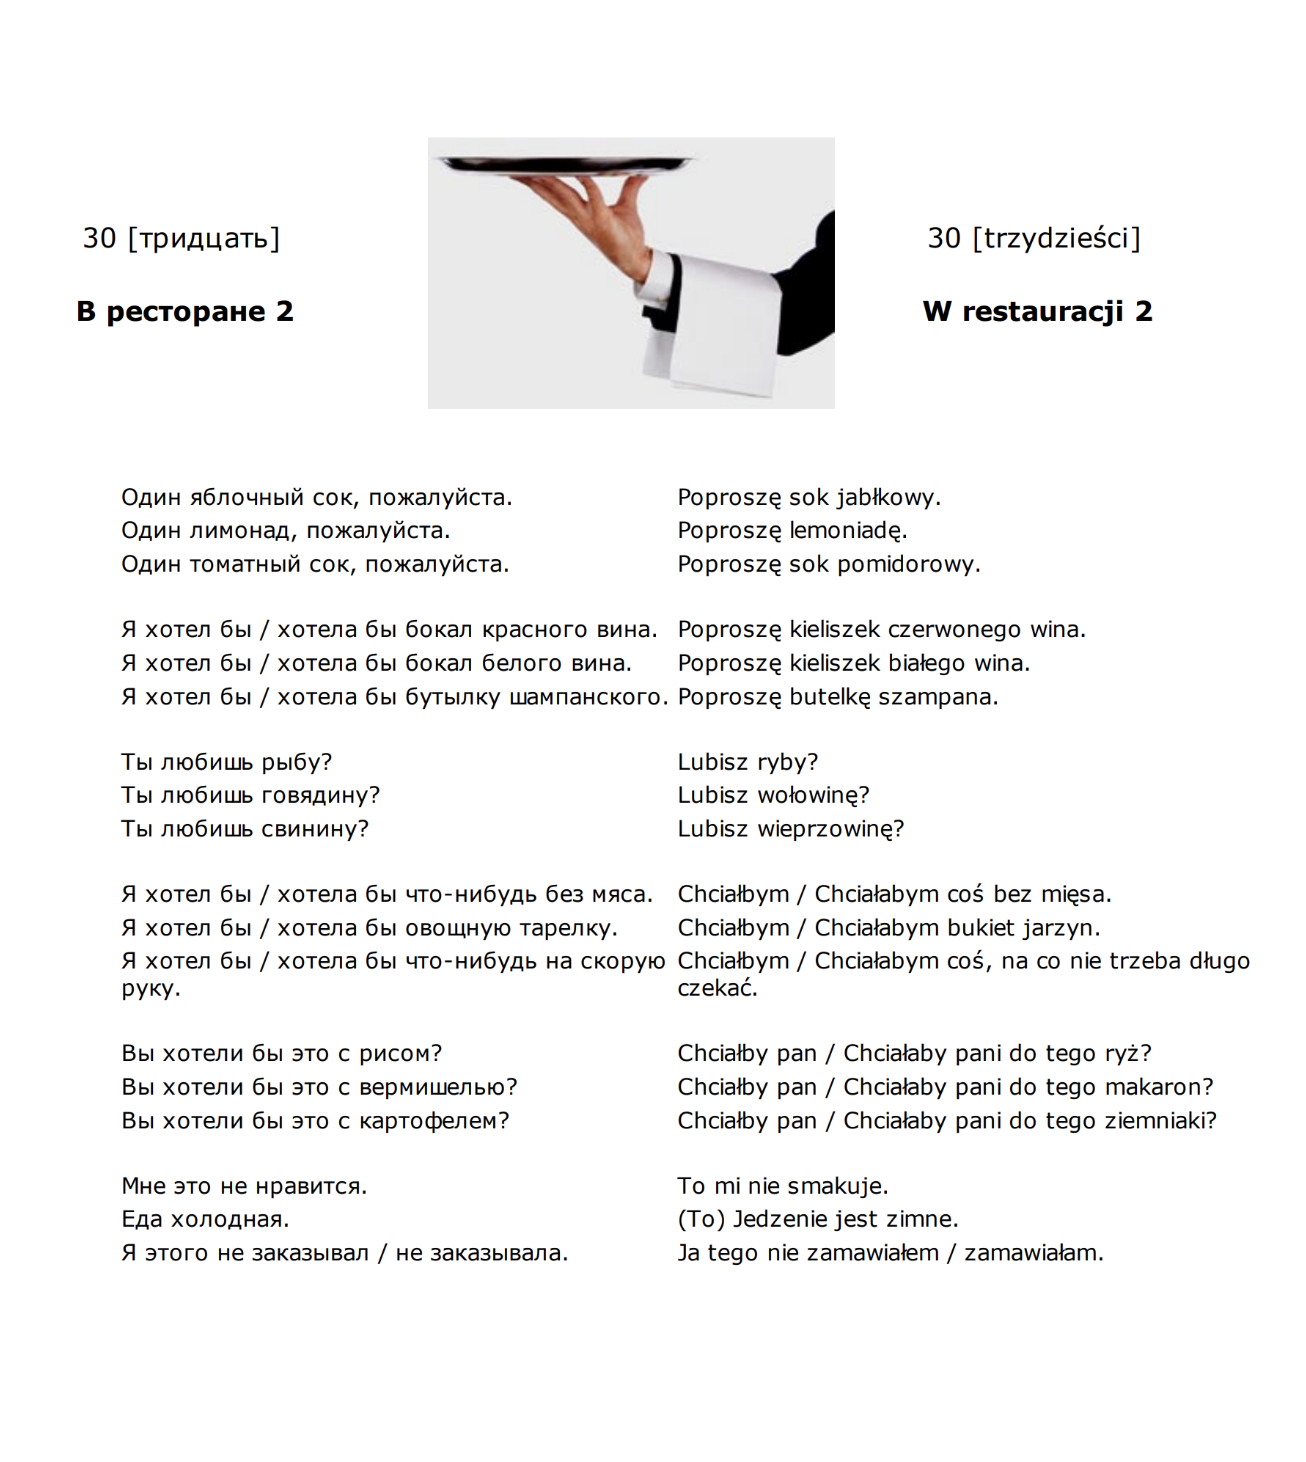 30 [тридцать]
30 [trzydzieści]
В ресторане 2
W restauracji 2
Один яблочный сок, пожалуйста.
Poproszę sok jabłkowy.
Один лимонад, пожалуйста.
Poproszę lemoniadę.
Один томатный сок, пожалуйста.
Poproszę sok pomidorowy.
Я хотел бы / хотела бы бокал красного вина.
Poproszę kieliszek czerwonego wina.
Я хотел бы / хотела бы бокал белого вина.
Poproszę kieliszek białego wina.
Я хотел бы / хотела бы бутылку шампанского.
Poproszę butelkę szampana.
Ты любишь рыбу?
Lubisz ryby?
Ты любишь говядину?
Lubisz wołowinę?
Ты любишь свинину?
Lubisz wieprzowinę?
Я хотел бы / хотела бы что-нибудь без мяса.
Chciałbym / Chciałabym coś bez mięsa.
Я хотел бы / хотела бы овощную тарелку.
Chciałbym / Chciałabym bukiet jarzyn.
Я хотел бы / хотела бы что-нибудь на скорую
руку.
Chciałbym / Chciałabym coś, na co nie trzeba długo
czekać.
Вы хотели бы это с рисом?
Chciałby pan / Chciałaby pani do tego ryż?
Вы хотели бы это с вермишелью?
Chciałby pan / Chciałaby pani do tego makaron?
Вы хотели бы это с картофелем?
Chciałby pan / Chciałaby pani do tego ziemniaki?
Мне это не нравится.
To mi nie smakuje.
Еда холодная.
(To) Jedzenie jest zimne.
Я этого не заказывал / не заказывала.
Ja tego nie zamawiałem / zamawiałam.